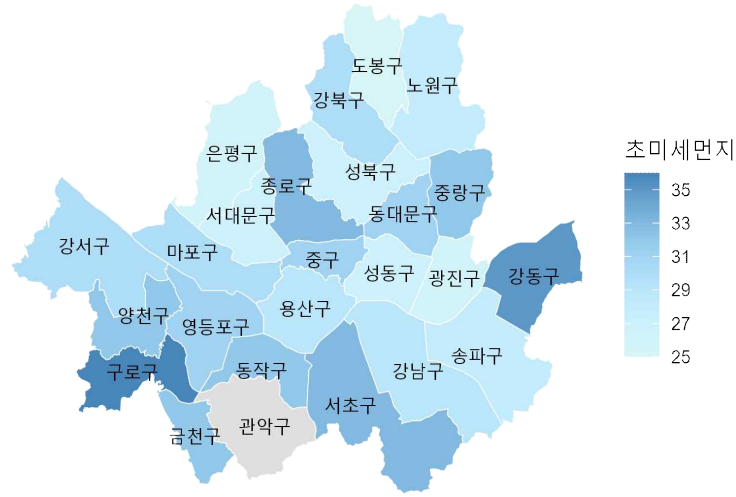 도봉구
노원구
강북구
은평구
성북구
종로구
중랑구
서대문구
동대문구
강서구
마포구
중구
성동구
광진구
강동구
양천구
영등포구
용산구
구로구
동작구
강남구
송파구
서초구
금천구
관악구
초미세먼지
35
33
31
29
27
25